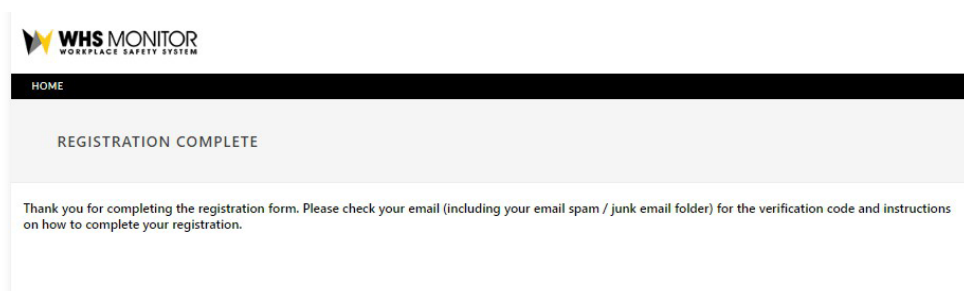 WHS MONITOR
WORKPLACE SAFETY SYSTEM
HOME
REGISTRATION COMPLETE
Thank you for completing the registration form. Please check your email (including your email spam / junk email folder) for the verification code and instructions
on how to complete your registration.